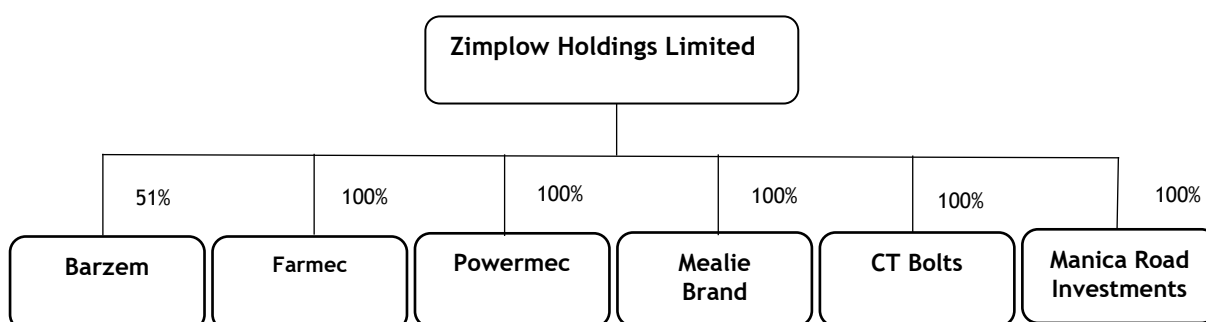 Zimplow Holdings Limited
51%
100%
100%
100%
100%
100%
Barzem
Farmec
Powermec
Mealie
Brand
CT Bolts
Manica Road
Investments